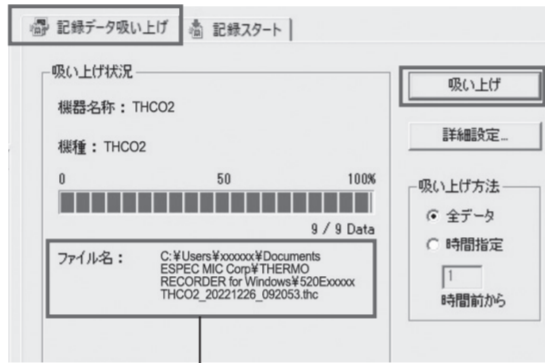 記録データ吸い上げ
記録スタート
吸い上げ状況
機器名称：THCO2
機種：THCO2
0 50 100%
9 / 9 Data
ファイル名：
C:¥Users¥xxxxxx¥Documents
ESPEC MIC Corp¥THERMO
RECORDER for Windows¥520Exxxxx
THCO2_20221226_092053.thc
吸い上げ
詳細設定...
吸い上げ方法
全データ
時間指定
1
時間前から